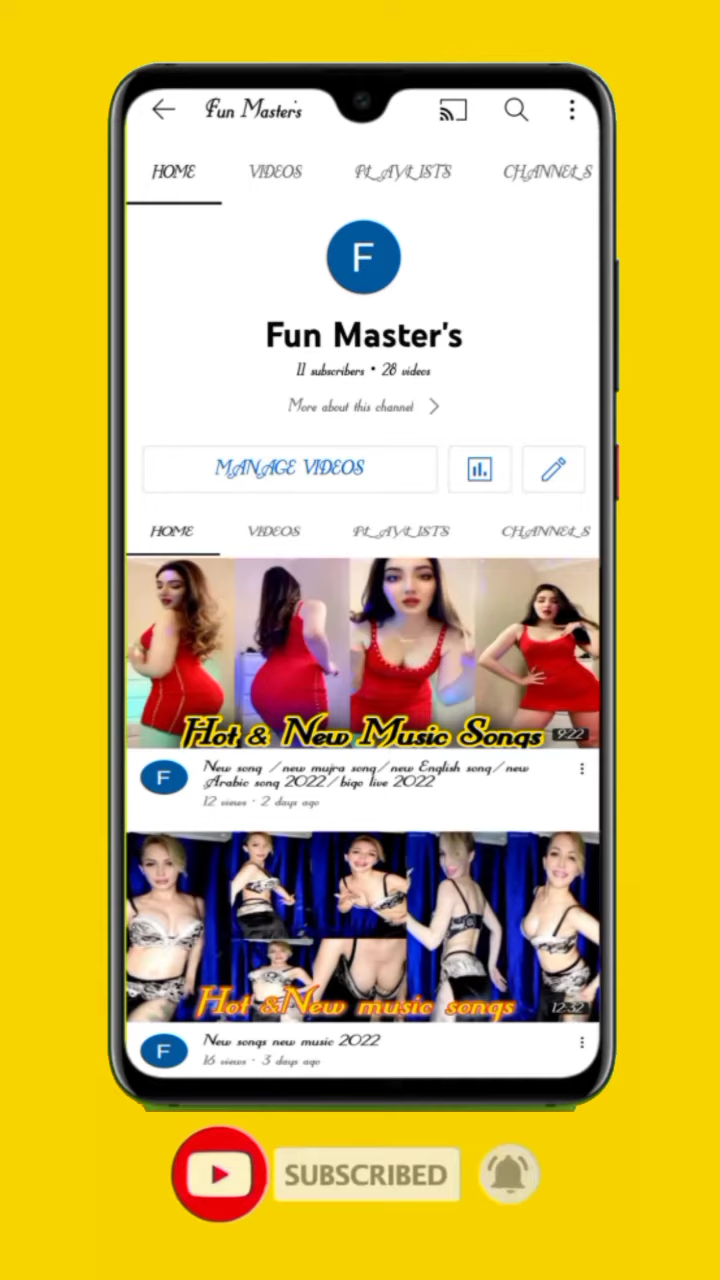 Fun Master's
HOME VIDEOS PLAYLISTS CHANNELS
F
Fun Master's
11 subscribers • 28 videos
More about this channel
MANAGE VIDEOS
HOME VIDEOS PLAYLISTS CHANNELS
Hot & New Music Songs
9:22
F
New song /new mujra song/new English song/new
Arabic song 2022/bigo live 2022
12 views · 2 days ago
Hot &New music songs
12:32
F
New songs new music 2022
16 views · 3 days ago
SUBSCRIBED